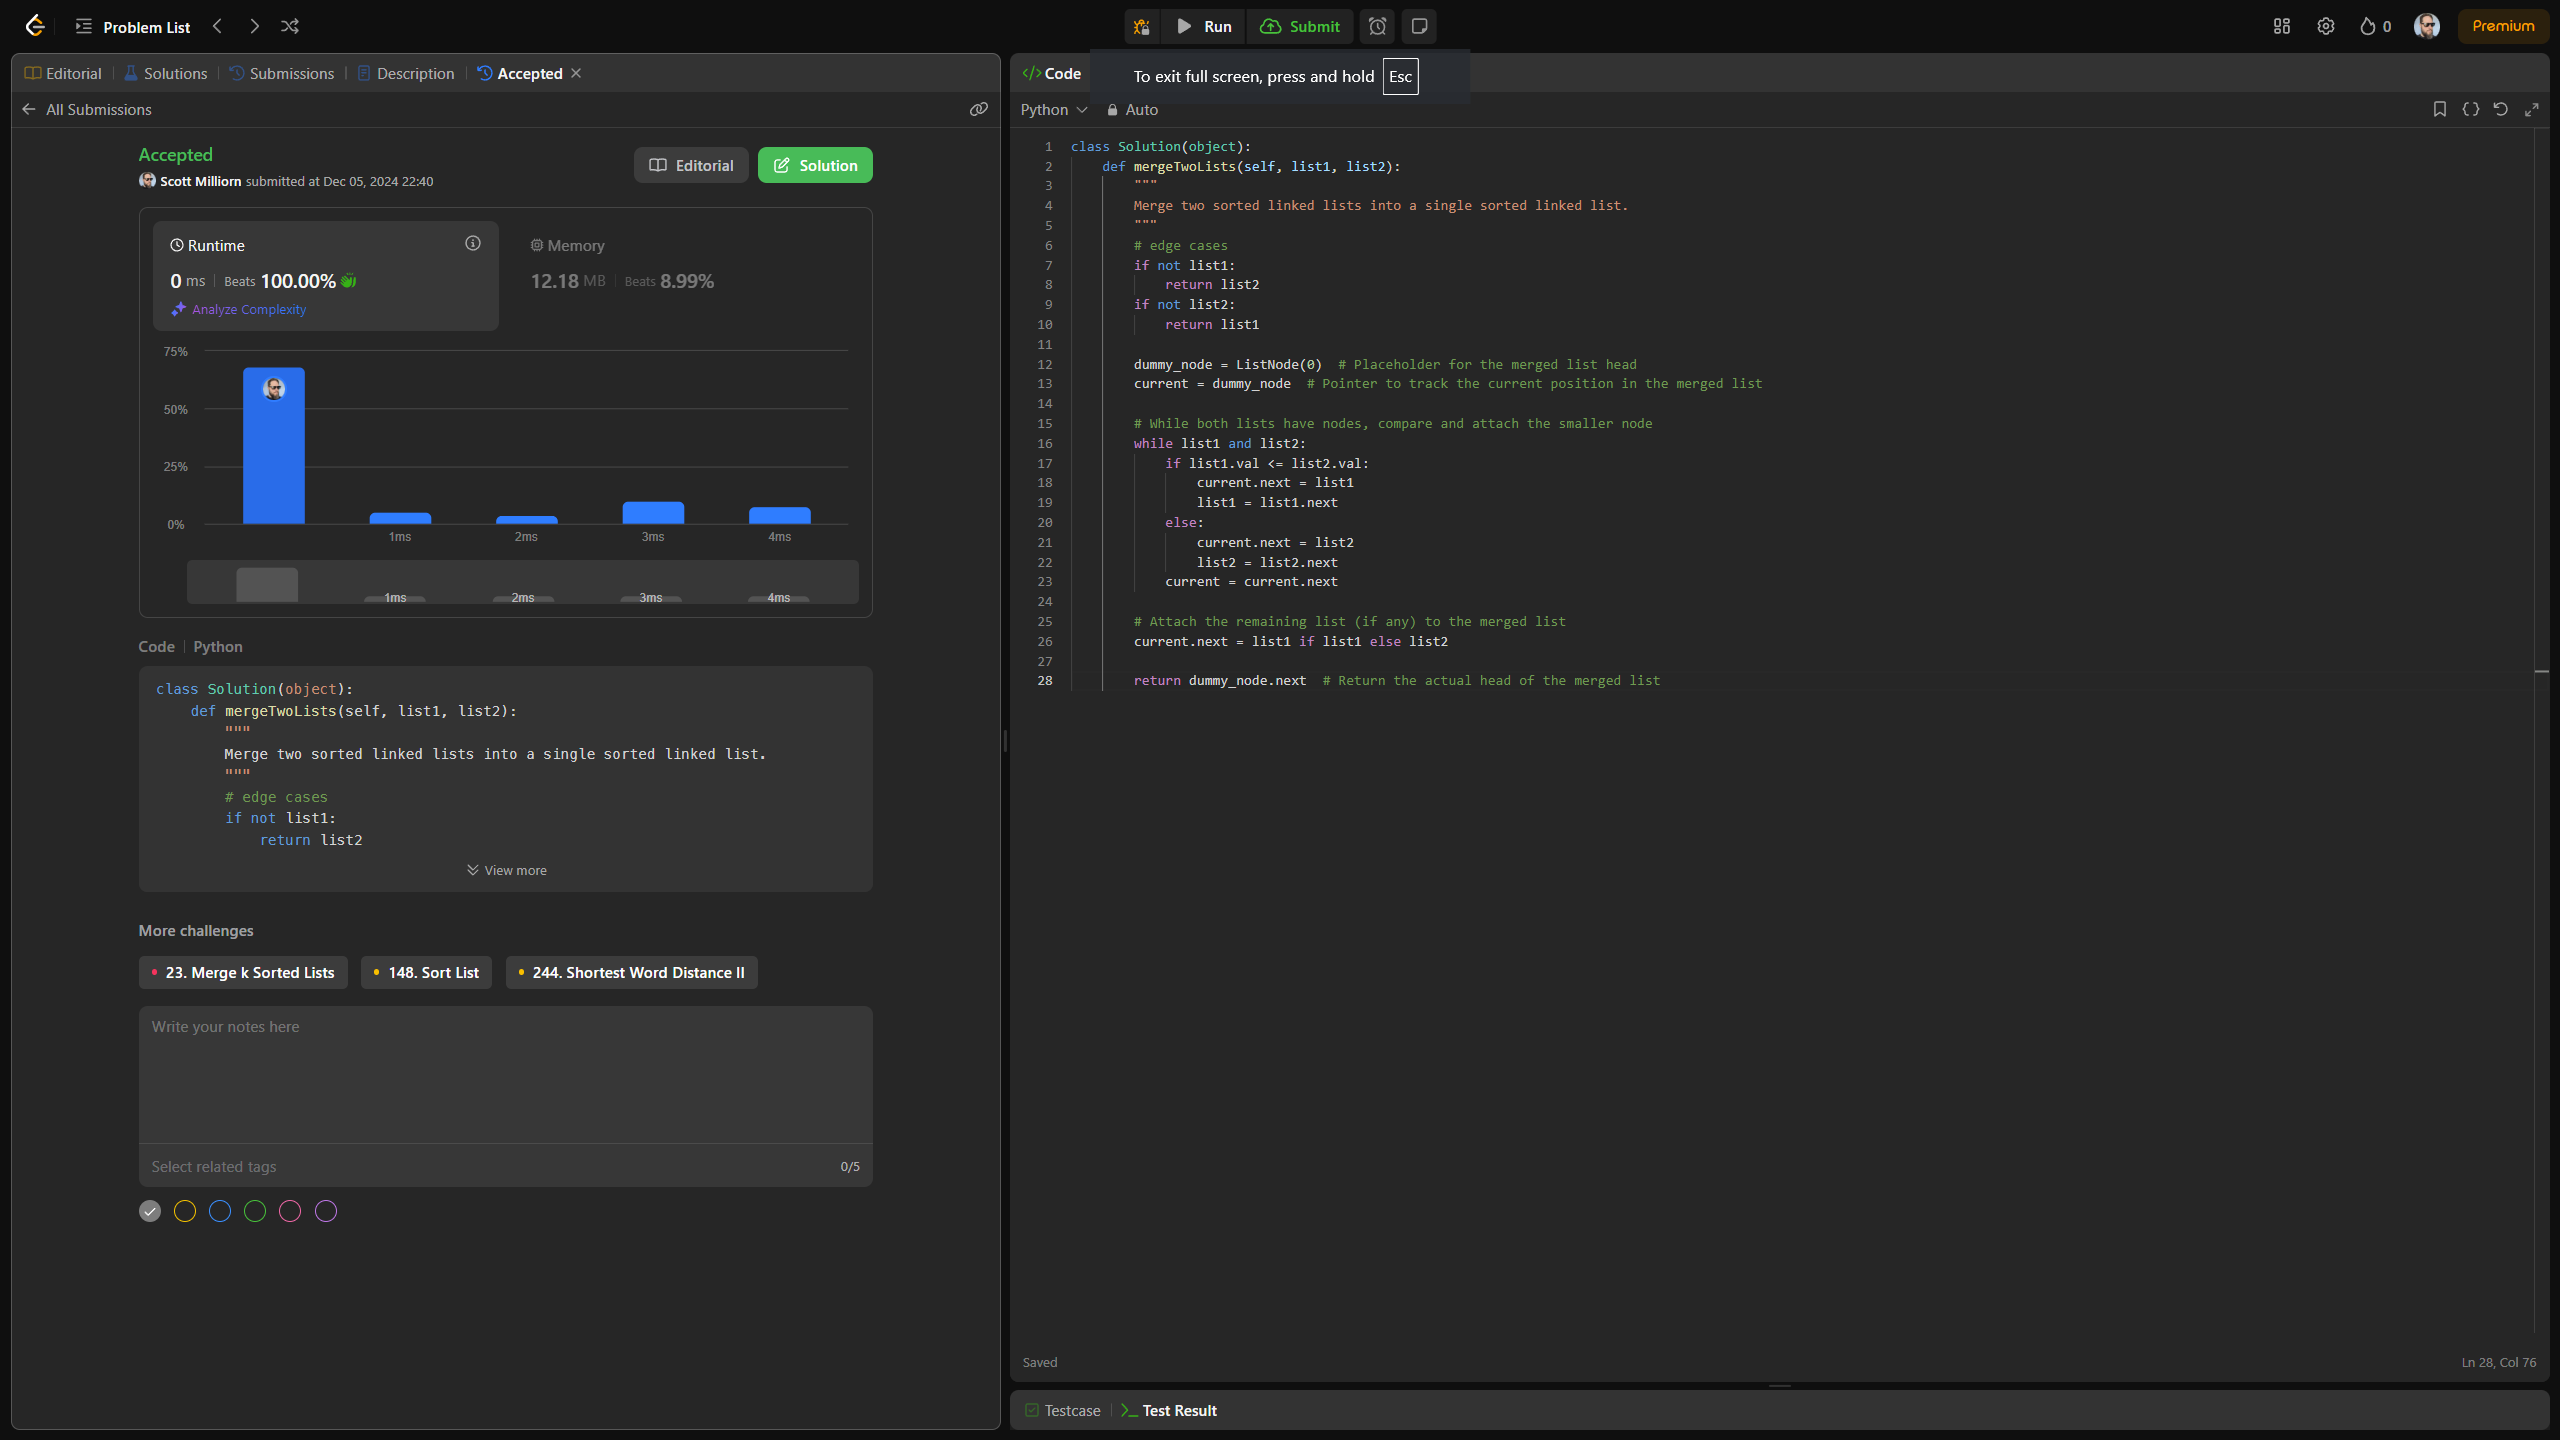 Problem List
Run
Submit
0
Premium
Editorial
Solutions
Submissions
Description
Accepted
All Submissions
Accepted
Scott Milliorn submitted at Dec 05, 2024 22:40
Editorial
Solution
Runtime
0 ms
Beats 100.00%
Analyze Complexity
Memory
12.18 MB
Beats 8.99%
75%
50%
25%
0%
1ms
2ms
3ms
4ms
1ms
2ms
3ms
4ms
Code
Python
class Solution(object):
    def mergeTwoLists(self, list1, list2):
        """
        Merge two sorted linked lists into a single sorted linked list.
        """
        # edge cases
        if not list1:
            return list2
View more
More challenges
23. Merge k Sorted Lists
148. Sort List
244. Shortest Word Distance II
Write your notes here
Select related tags
0/5
</> Code
To exit full screen, press and hold Esc
Python
Auto
1 class Solution(object):
2     def mergeTwoLists(self, list1, list2):
3         """
4         Merge two sorted linked lists into a single sorted linked list.
5         """
6         # edge cases
7         if not list1:
8             return list2
9         if not list2:
10             return list1
11
12         dummy_node = ListNode(0)  # Placeholder for the merged list head
13         current = dummy_node  # Pointer to track the current position in the merged list
14
15         # While both lists have nodes, compare and attach the smaller node
16         while list1 and list2:
17             if list1.val <= list2.val:
18                 current.next = list1
19                 list1 = list1.next
20             else:
21                 current.next = list2
22                 list2 = list2.next
23             current = current.next
24
25         # Attach the remaining list (if any) to the merged list
26         current.next = list1 if list1 else list2
27
28         return dummy_node.next  # Return the actual head of the merged list
Saved
Ln 28, Col 76
Testcase
Test Result